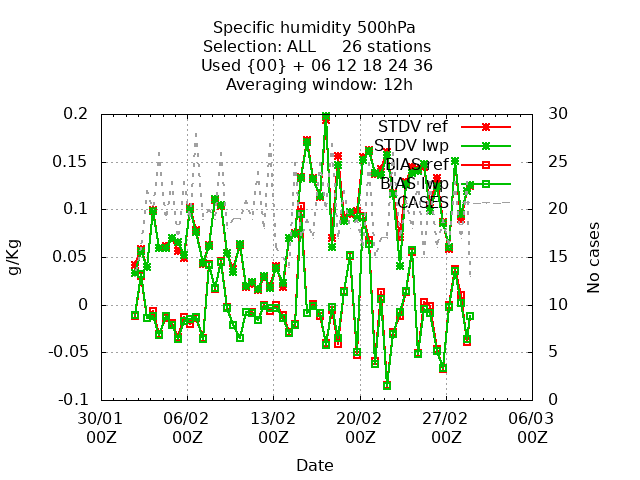 Specific humidity 500hPa
Selection: ALL     26 stations
Used {00} + 06 12 18 24 36
Averaging window: 12h
STDV ref
STDV lwp
BIAS ref
BIAS lwp
CASES
0.2
0.15
0.1
0.05
0
-0.05
-0.1
30
25
20
15
10
5
0
g/Kg
No cases
30/01 06/02 13/02 20/02 27/02 06/03
00Z 00Z 00Z 00Z 00Z 00Z
Date